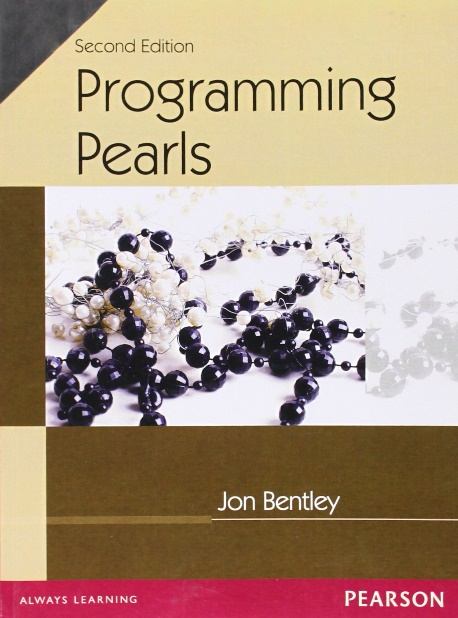 Second Edition
Programming
Pearls
Jon Bentley
ALWAYS LEARNING
PEARSON